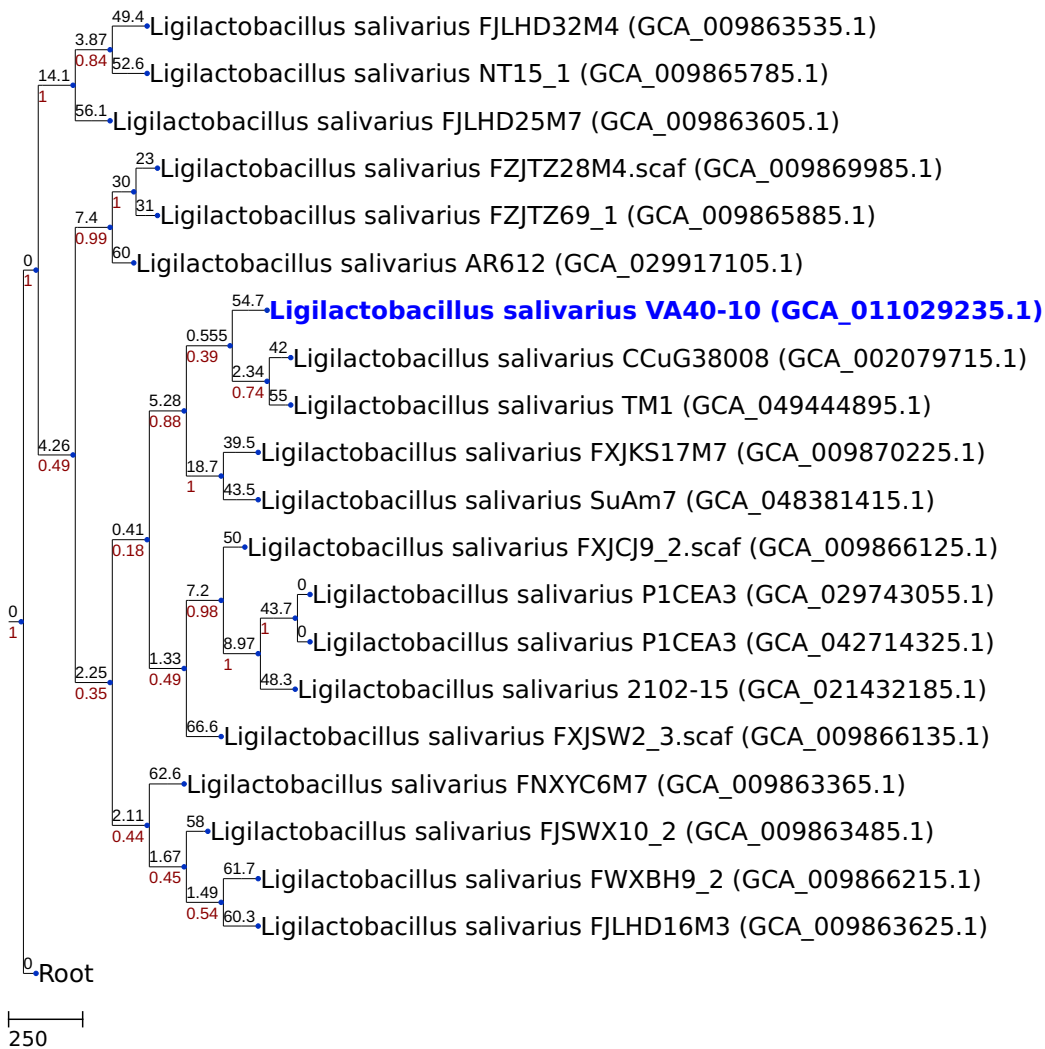 49.4
Ligilactobacillus salivarius FJLHD32M4 (GCA_009863535.1)
3.87
0.84
52.6
Ligilactobacillus salivarius NT15_1 (GCA_009865785.1)
14.1
1
56.1
Ligilactobacillus salivarius FJLHD25M7 (GCA_009863605.1)
23
Ligilactobacillus salivarius FZJTZ28M4.scaf (GCA_009869985.1)
30
1
31
Ligilactobacillus salivarius FZJTZ69_1 (GCA_009865885.1)
7.4
0.99
60
Ligilactobacillus salivarius AR612 (GCA_029917105.1)
0
1
54.7
Ligilactobacillus salivarius VA40-10 (GCA_011029235.1)
0.555
0.39
42
Ligilactobacillus salivarius CCuG38008 (GCA_002079715.1)
2.34
0.74
55
Ligilactobacillus salivarius TM1 (GCA_049444895.1)
5.28
0.88
39.5
Ligilactobacillus salivarius FXJKS17M7 (GCA_009870225.1)
4.26
0.49
18.7
1
43.5
Ligilactobacillus salivarius SuAm7 (GCA_048381415.1)
0.41
0.18
50
Ligilactobacillus salivarius FXJCJ9_2.scaf (GCA_009866125.1)
7.2
0.98
0
Ligilactobacillus salivarius P1CEA3 (GCA_029743055.1)
43.7
1
0
Ligilactobacillus salivarius P1CEA3 (GCA_042714325.1)
0
1
8.97
1
48.3
Ligilactobacillus salivarius 2102-15 (GCA_021432185.1)
1.33
0.49
2.25
0.35
66.6
Ligilactobacillus salivarius FXJSW2_3.scaf (GCA_009866135.1)
62.6
Ligilactobacillus salivarius FNXYC6M7 (GCA_009863365.1)
2.11
0.44
58
Ligilactobacillus salivarius FJSWX10_2 (GCA_009863485.1)
1.67
0.45
61.7
Ligilactobacillus salivarius FWXBH9_2 (GCA_009866215.1)
1.49
0.54
60.3
Ligilactobacillus salivarius FJLHD16M3 (GCA_009863625.1)
0
Root
250